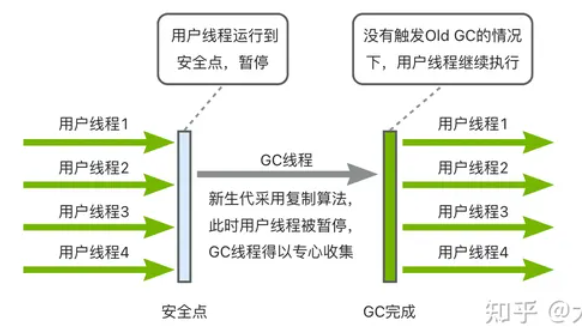 用户线程运行到
安全点，暂停
没有触发Old GC的情况
下，用户线程继续执行
用户线程1
用户线程2
用户线程3
用户线程4
GC线程
新生代采用复制算法，
此时用户线程被暂停，
GC线程得以专心收集
用户线程1
用户线程2
用户线程3
用户线程4
安全点
GC完成
知乎